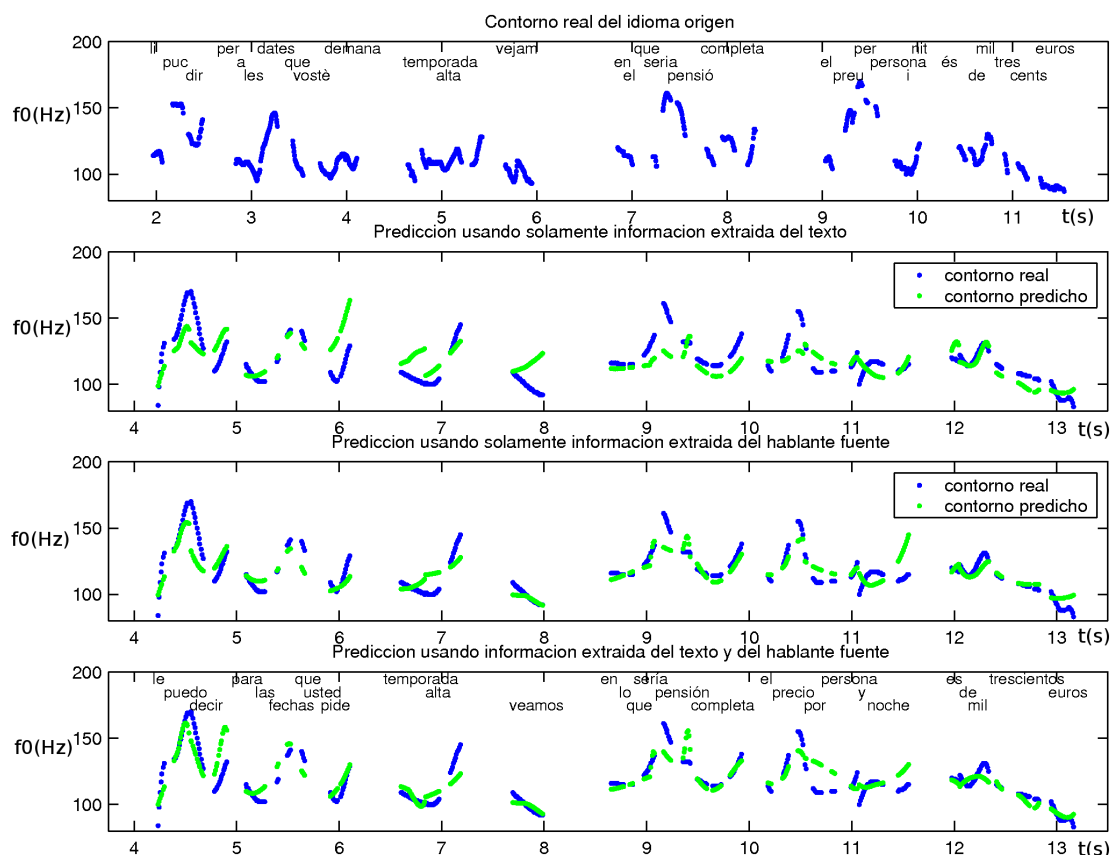 Contorno real del idioma origen
200
li per dates demana vejam que completa per nit mil euros
puc a que temporada en seria el persona és tres
dir les vostè alta el pensió preu i de cents
150
f0(Hz)
100
2 3 4 5 6 7 8 9 10 11 t(s)
Prediccion usando solamente informacion extraida del texto
200
contorno real
contorno predicho
150
f0(Hz)
100
4 5 6 7 8 9 10 11 12 13 t(s)
Prediccion usando solamente informacion extraida del hablante fuente
200
contorno real
contorno predicho
150
f0(Hz)
100
4 5 6 7 8 9 10 11 12 13 t(s)
Prediccion usando informacion extraida del texto y del hablante fuente
200
le para que temporada en sería el persona es trescientos
puedo las usted alta lo pensión precio y de euros
decir fechas pide veamos que completa por noche mil
150
f0(Hz)
100
4 5 6 7 8 9 10 11 12 13 t(s)